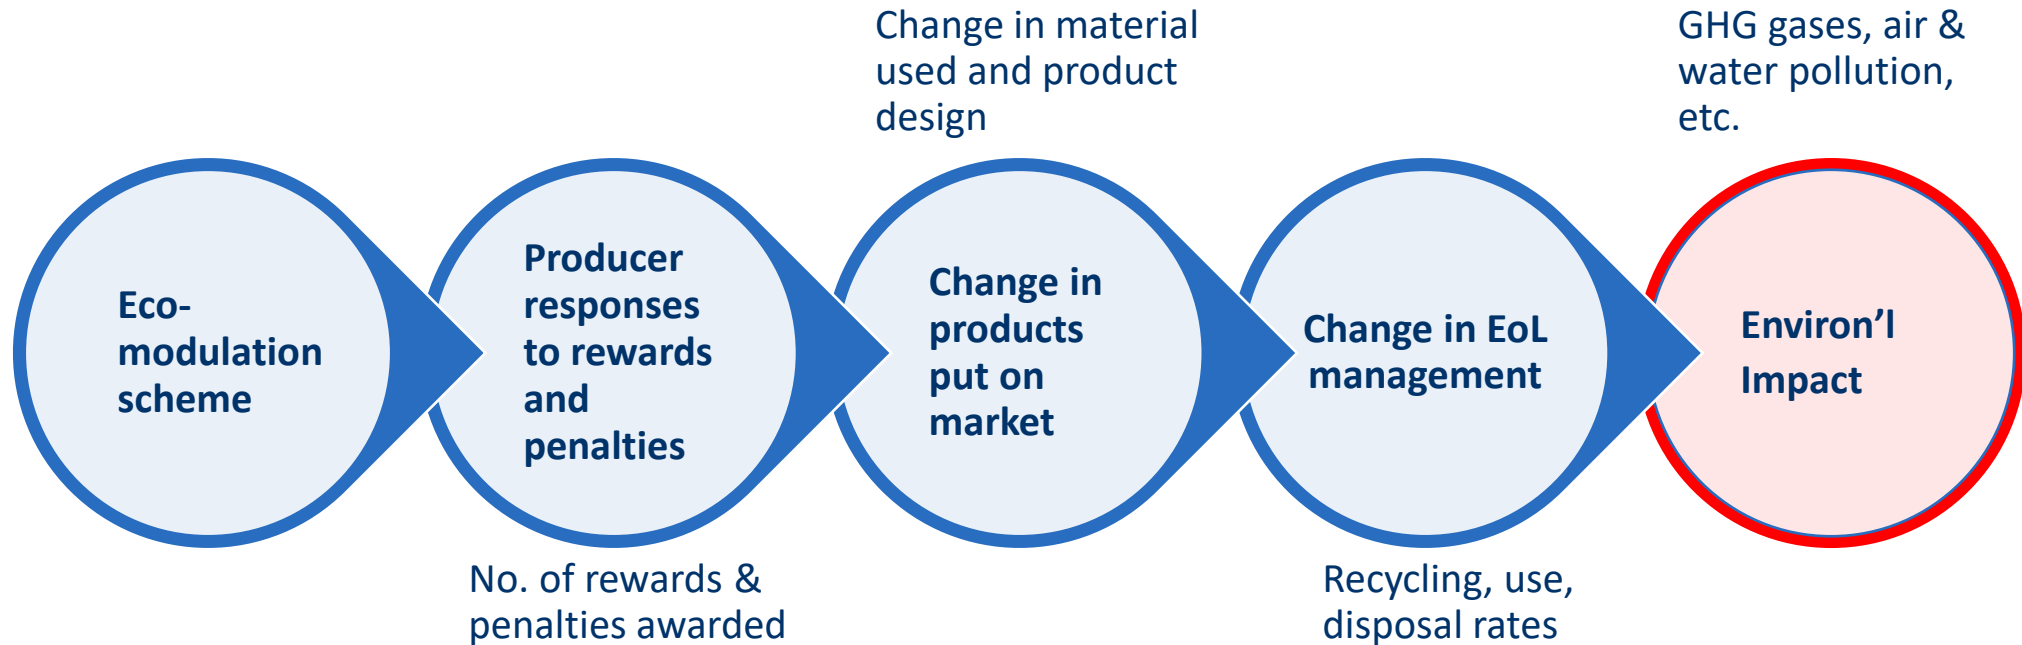 Eco-
modulation
scheme
Producer
responses
to rewards
and
penalties
No. of rewards &
penalties awarded
Change in material
used and product
design
Change in
products
put on
market
Change in EoL
management
Recycling, use,
disposal rates
GHG gases, air &
water pollution,
etc.
Environ’l
Impact